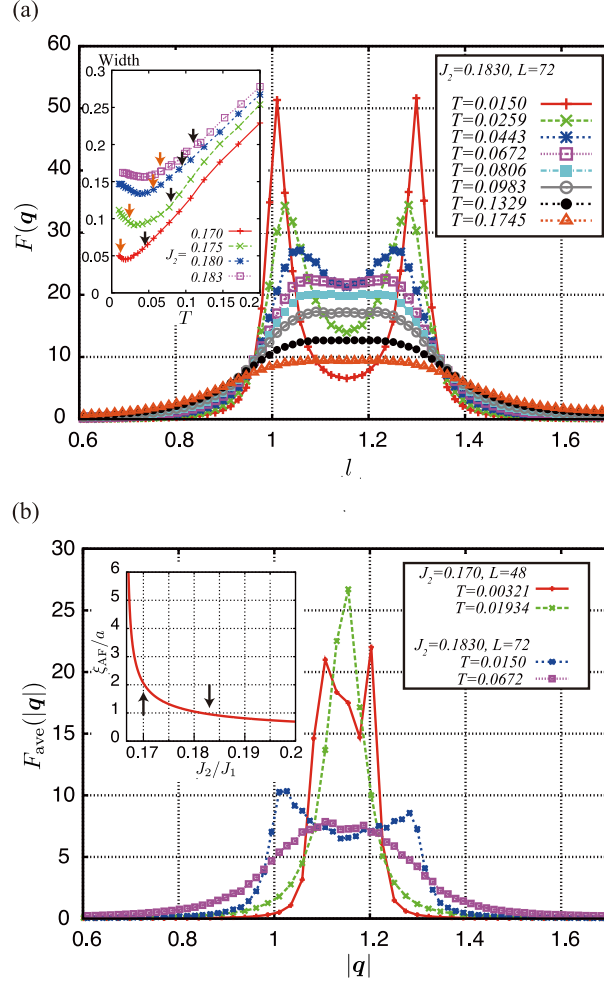 (a)
Width
0.3
0.25
0.2
0.15
0.1
0.05
0
0 0.05 0.1 0.15 0.2
T
J2=
0.170
0.175
0.180
0.183
60
50
40
30
20
10
0
F(q)
0.6 0.8 1 1.2 1.4 1.6
l
J2=0.1830, L=72
T=0.0150
T=0.0259
T=0.0443
T=0.0672
T=0.0806
T=0.0983
T=0.1329
T=0.1745
(b)
30
25
20
15
10
5
0
Fave(|q|)
6
5
4
3
2
1
0
ξAF/a
0.17 0.18 0.19 0.2
J2/J1
J2=0.170, L=48
T=0.00321
T=0.01934
J2=0.1830, L=72
T=0.0150
T=0.0672
0.6 0.8 1 1.2 1.4 1.6
|q|